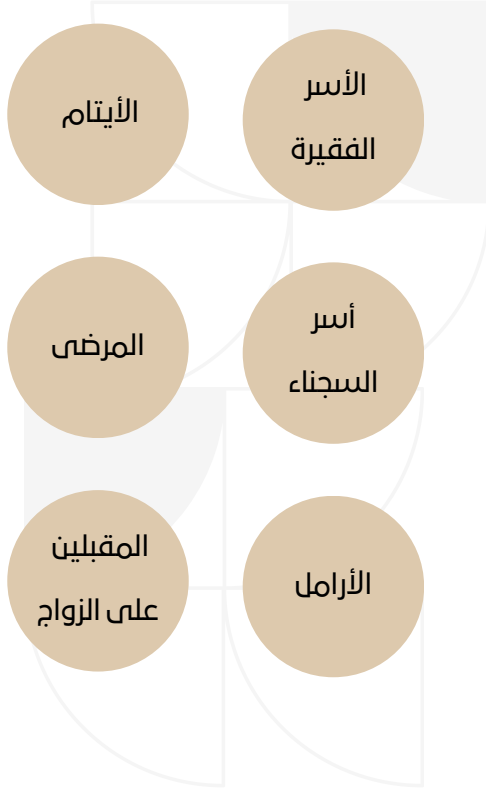 الأسر
الفقيرة
الأيتام
أسر
السجناء
المرضى
الأرامل
المقبلين
على الزواج